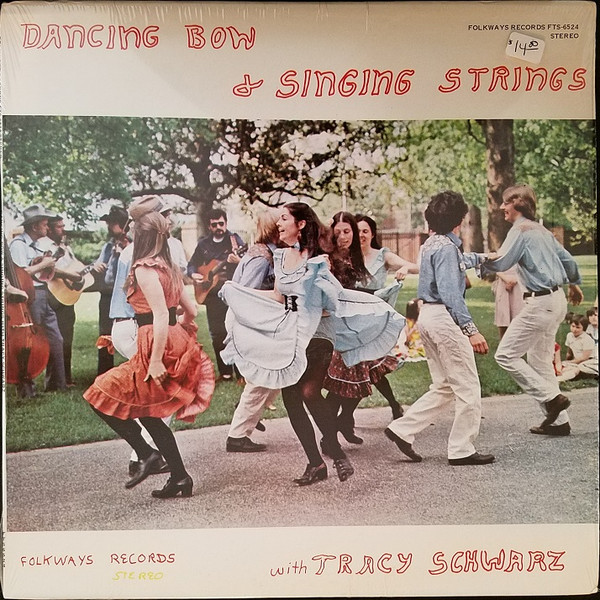 DANCING BOW
& SINGING STRINGS
FOLKWAYS RECORDS FTS-6524
STEREO
$14.00
FOLKWAYS RECORDS
STEREO
with TRACY SCHWARZ